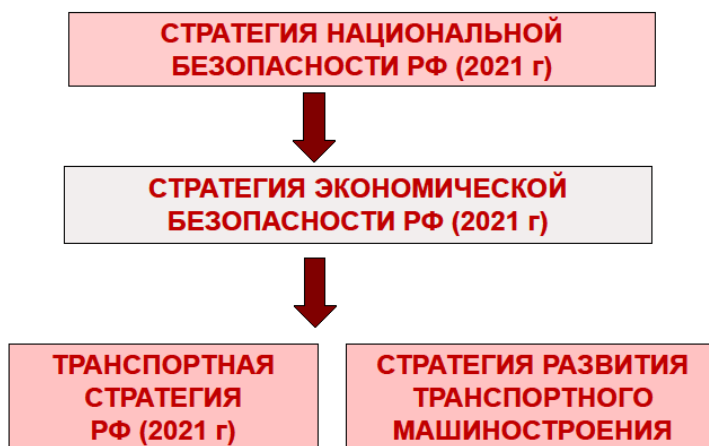 СТРАТЕГИЯ НАЦИОНАЛЬНОЙ
БЕЗОПАСНОСТИ РФ (2021 г)
СТРАТЕГИЯ ЭКОНОМИЧЕСКОЙ
БЕЗОПАСНОСТИ РФ (2021 г)
ТРАНСПОРТНАЯ
СТРАТЕГИЯ
РФ (2021 г)
СТРАТЕГИЯ РАЗВИТИЯ
ТРАНСПОРТНОГО
МАШИНОСТРОЕНИЯ